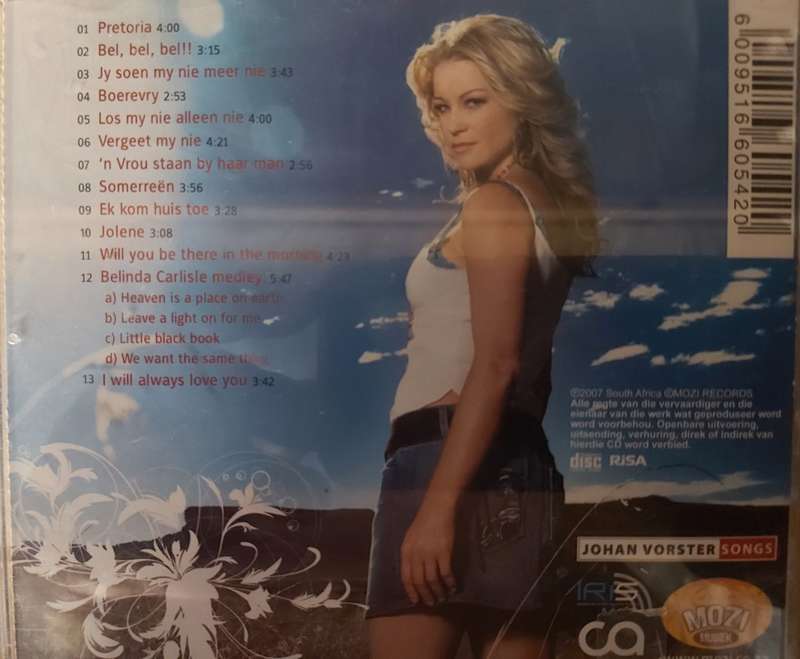 01 Pretoria 4:00
02 Bel, bel, bel!! 3:15
03 Jy soen my nie meer nie 3:43
04 Boerevry 2:53
05 Los my nie alleen nie 4:00
06 Vergeet my nie 4:21
07 'n Vrou staan by haar man 2:56
08 Somerreën 3:56
09 Ek kom huis toe 3:28
10 Jolene 3:08
11 Will you be there in the morning 4:23
12 Belinda Carlisle medley 5:47
a) Heaven is a place on earth
b) Leave a light on for me
c) Little black book
d) We want the same thing
13 I will always love you 3:42
6009516605420
℗2007 South Africa ©MOZI RECORDS
Alle regte van die vervaardiger en die
eienaar van die werk wat geproduseer word
word voorbehou. Openbare uitvoering,
uitsending, verhuring, direk of indirek van
hierdie CD word verbied.
disc RiSA
JOHAN VORSTER SONGS
IRIS
ca
MOZI
MUSIEK